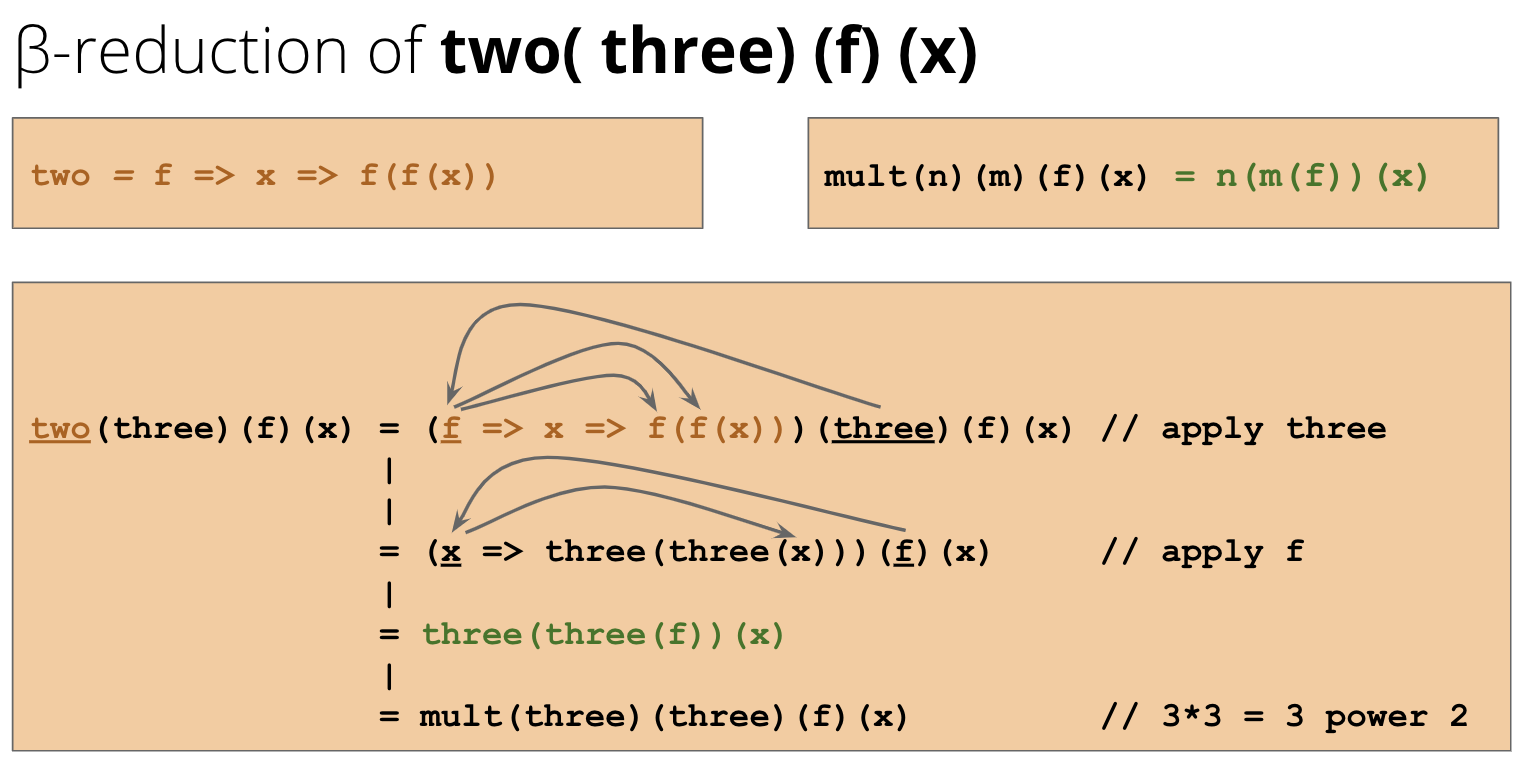 β-reduction of two( three) (f) (x)
two = f => x => f(f(x))
mult(n)(m)(f)(x) = n(m(f))(x)
two(three)(f)(x) = (f => x => f(f(x)))(three)(f)(x) // apply three
|
|
= (x => three(three(x)))(f)(x) // apply f
|
= three(three(f))(x)
|
= mult(three)(three)(f)(x) // 3*3 = 3 power 2